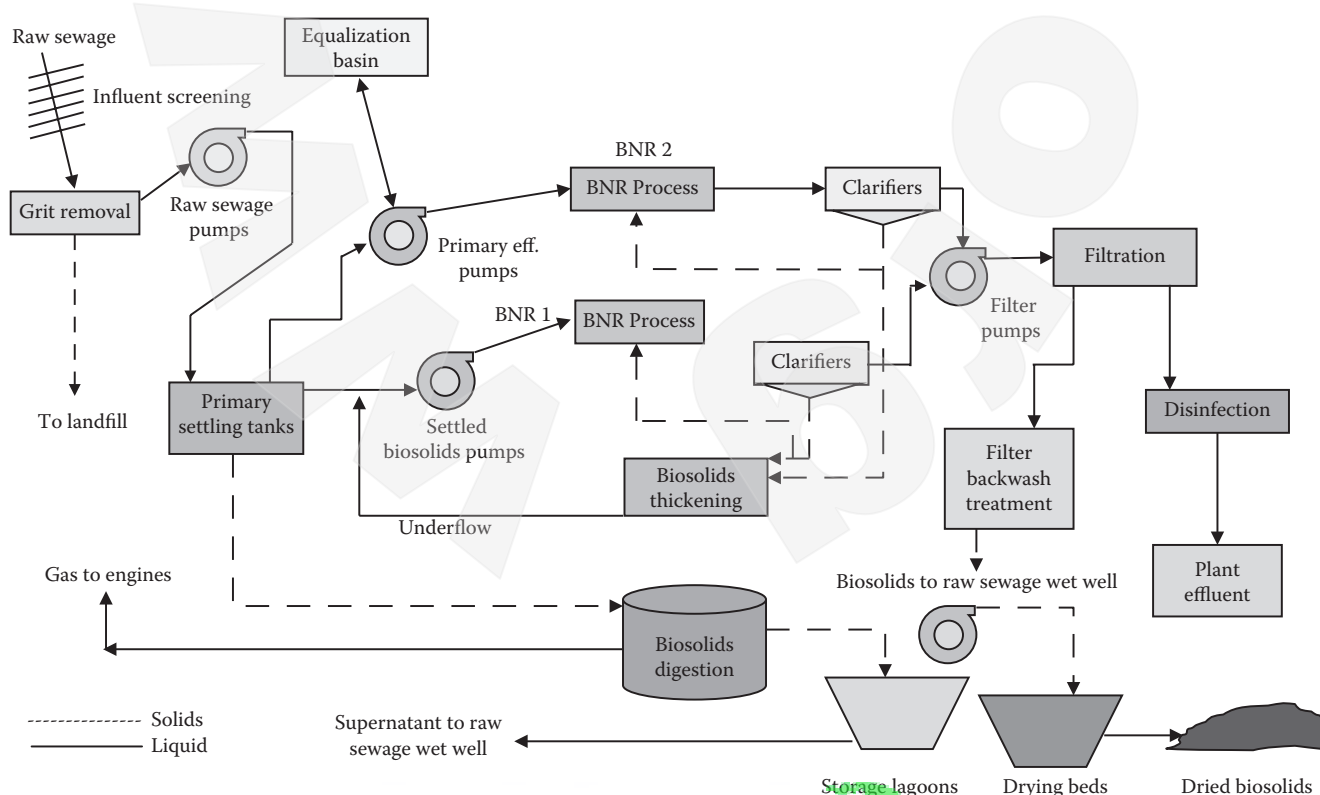 Raw sewage
Influent screening
Grit removal
To landfill
Raw sewage
pumps
Equalization
basin
Primary eff.
pumps
BNR 2
BNR Process
Clarifiers
BNR 1
BNR Process
Clarifiers
Filter
pumps
Filtration
Primary
settling tanks
Settled
biosolids pumps
Biosolids
thickening
Underflow
Filter
backwash
treatment
Disinfection
Plant
effluent
Biosolids to raw sewage wet well
Gas to engines
Biosolids
digestion
Solids
Liquid
Supernatant to raw
sewage wet well
Storage lagoons
Drying beds
Dried biosolids